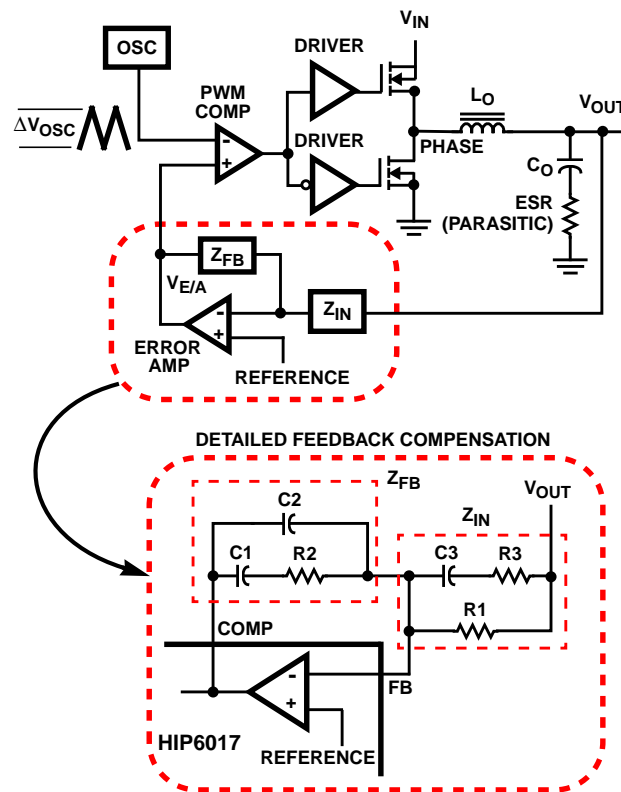 V_IN
OSC
DRIVER
PWM
COMP
L_O
V_OUT
ΔV_OSC
-
+
DRIVER
PHASE
C_O
ESR
(PARASITIC)
Z_FB
V_E/A
-
+
Z_IN
ERROR
AMP
REFERENCE
DETAILED FEEDBACK COMPENSATION
Z_FB
V_OUT
C2
Z_IN
C1
R2
C3
R3
R1
COMP
-
+
FB
HIP6017
REFERENCE